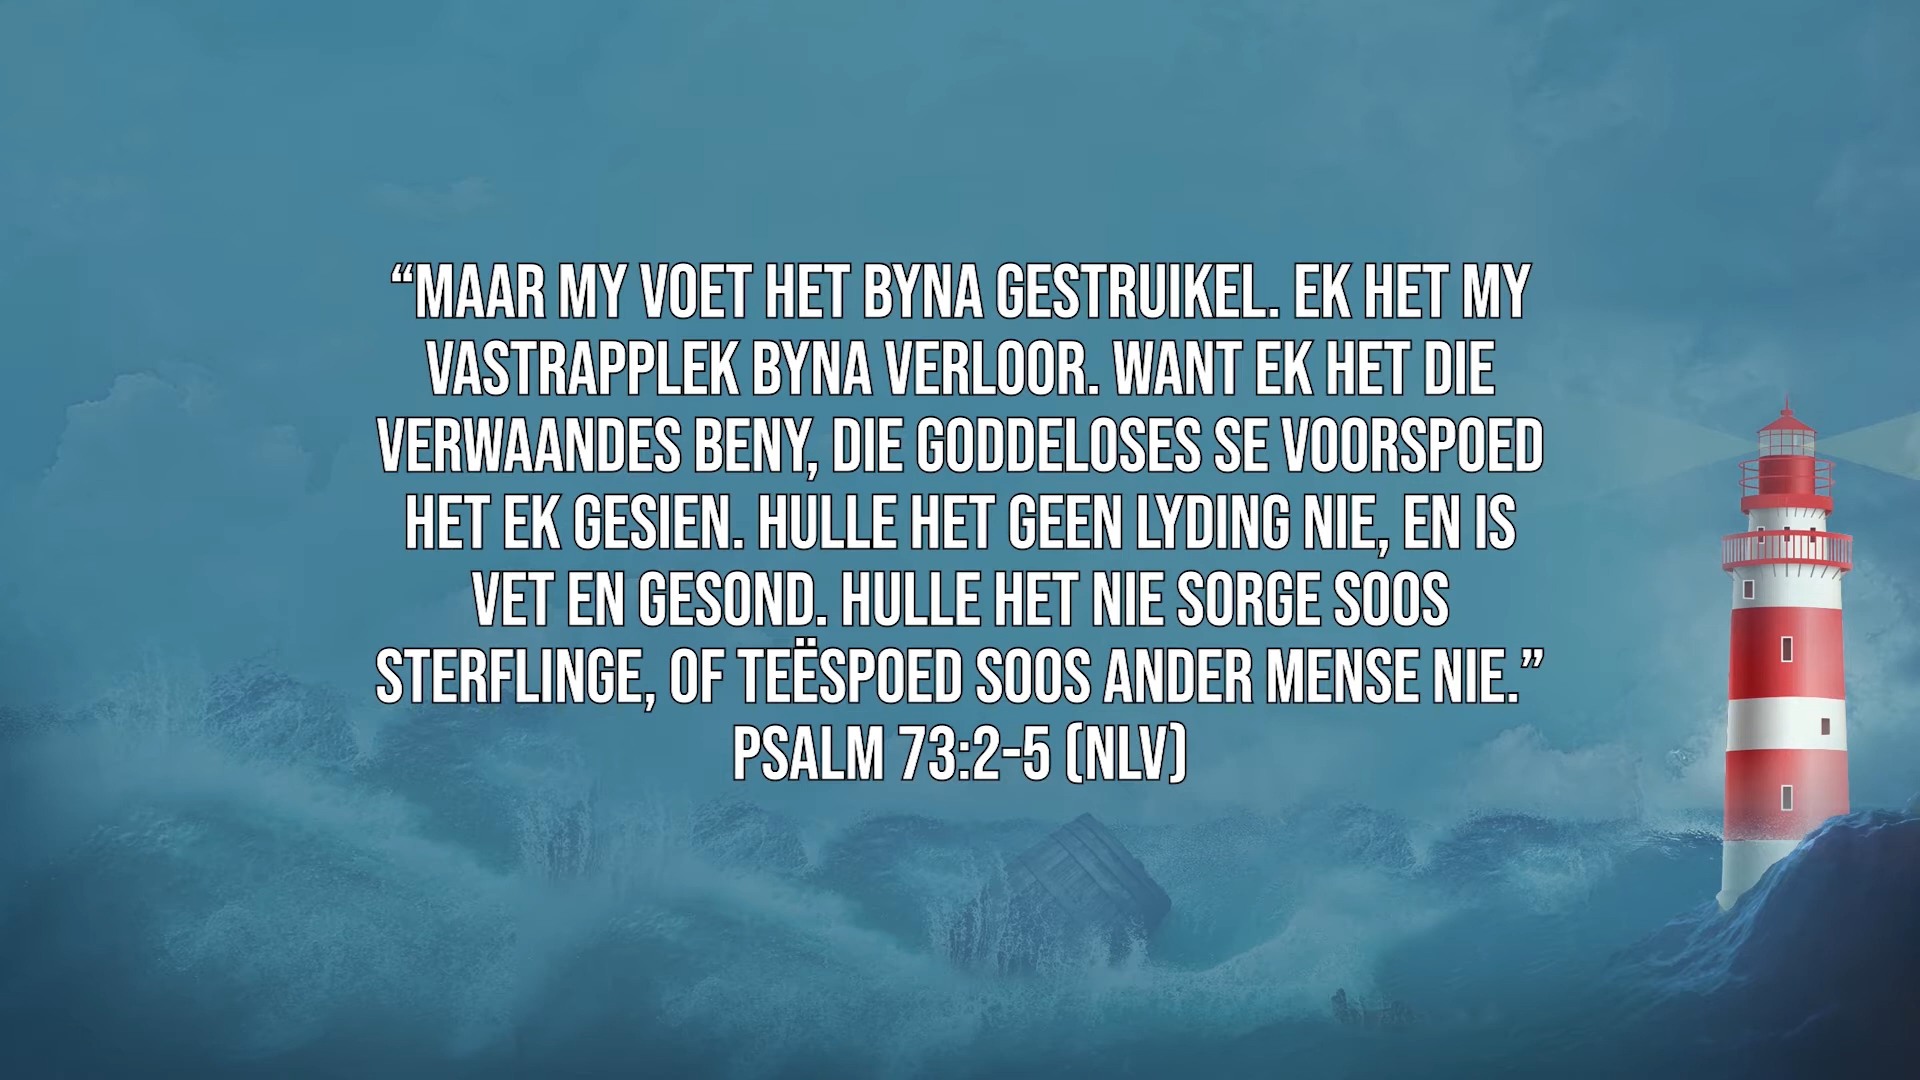 “MAAR MY VOET HET BYNA GESTRUIKEL. EK HET MY
VASTRAPPLEK BYNA VERLOOR. WANT EK HET DIE
VERWAANDES BENY, DIE GODDELOSES SE VOORSPOED
HET EK GESIEN. HULLE HET GEEN LYDING NIE, EN IS
VET EN GESOND. HULLE HET NIE SORGE SOOS
STERFLINGE, OF TEËSPOED SOOS ANDER MENSE NIE.”
PSALM 73:2-5 (NLV)